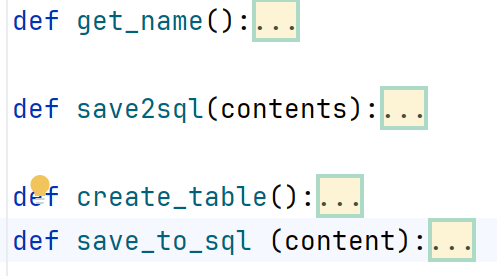 def get_name():...
def save2sql(contents):...
def create_table():...
def save_to_sql (content):...